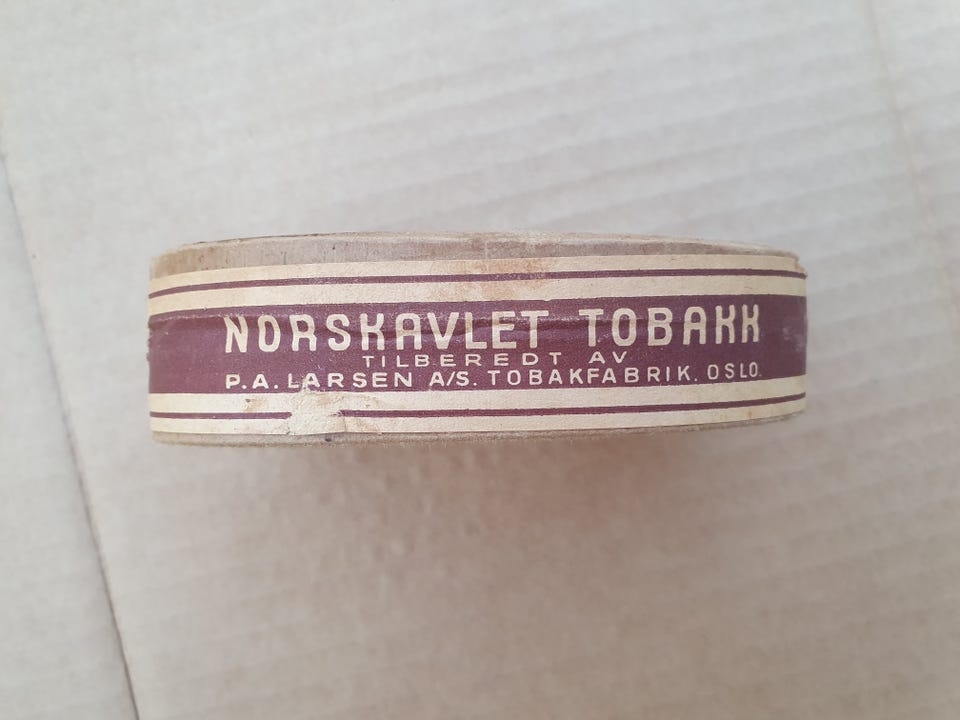 NORSKAVLET TOBAKK
TILBEREDT AV
P.A. LARSEN A/S. TOBAKFABRIK. OSLO.